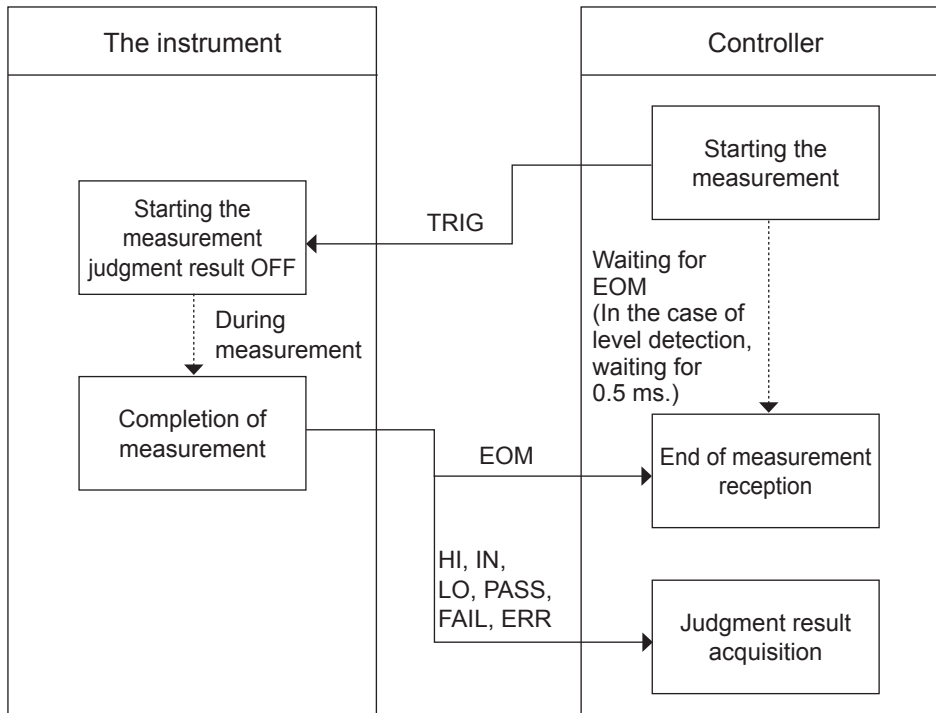 The instrument
Controller
Starting the
measurement
Starting the
measurement
judgment result OFF
TRIG
Waiting for
EOM
(In the case of
level detection,
waiting for
0.5 ms.)
During
measurement
Completion of
measurement
EOM
End of measurement
reception
HI, IN,
LO, PASS,
FAIL, ERR
Judgment result
acquisition